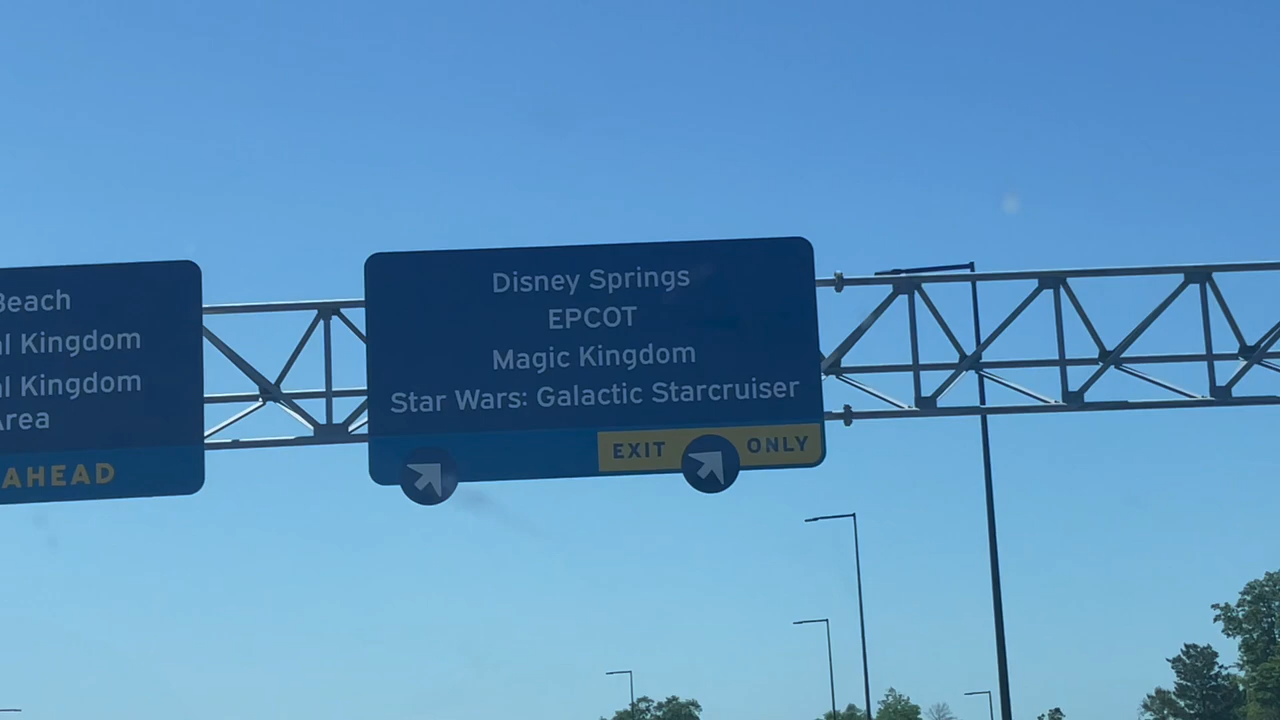 Beach
Kingdom
Kingdom
Area
AHEAD
Disney Springs
EPCOT
Magic Kingdom
Star Wars: Galactic Starcruiser
EXIT ONLY